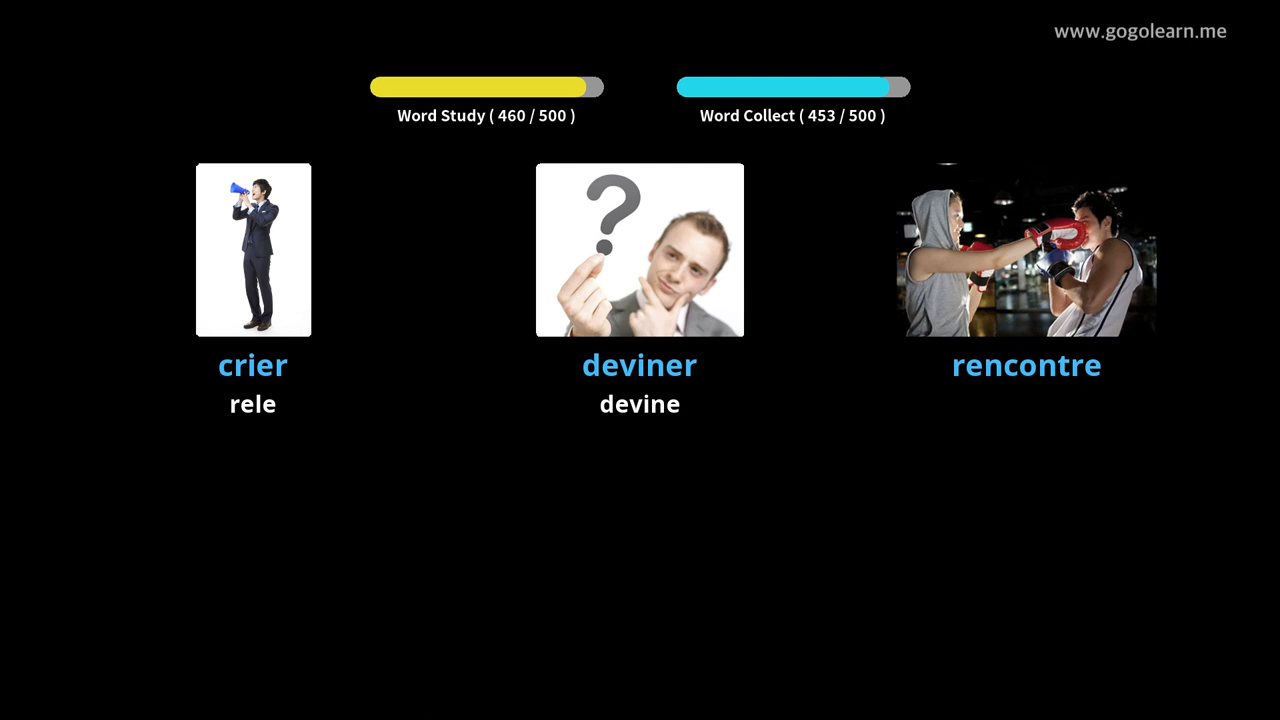 www.gogolearn.me
Word Study ( 460 / 500 )
Word Collect ( 453 / 500 )
crier
deviner
rencontre
rele
devine